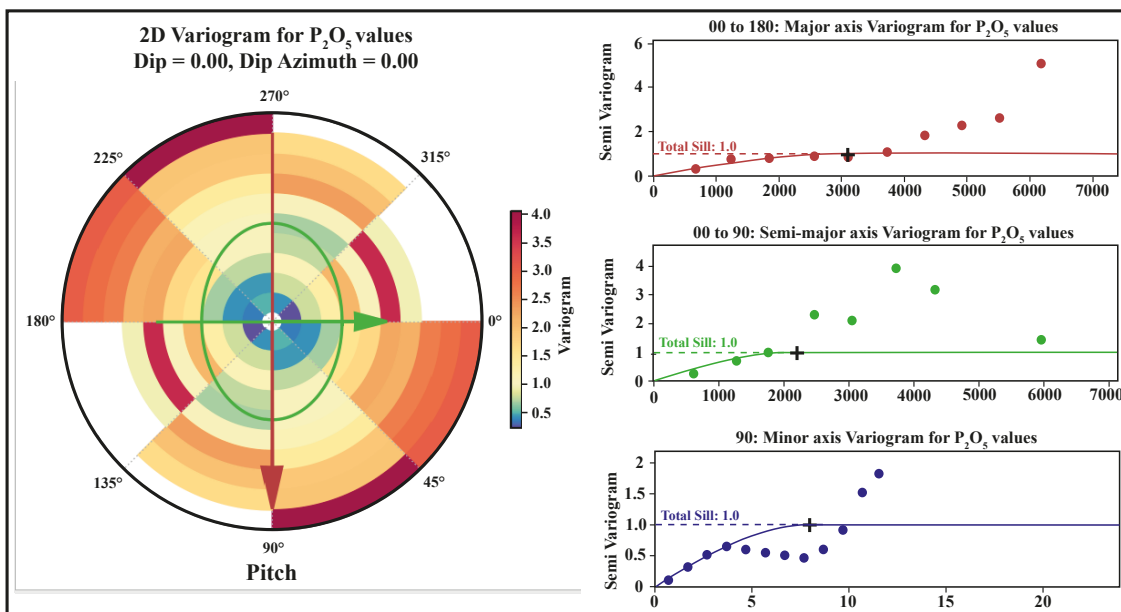 2D Variogram for P₂O₅ values
Dip = 0.00, Dip Azimuth = 0.00
270°
225°
315°
180°
0°
135°
45°
90°
Pitch
4.0
3.5
3.0
2.5
2.0
1.5
1.0
0.5
Variogram
00 to 180: Major axis Variogram for P₂O₅ values
Semi Variogram
6
4
2
0
Total Sill: 1.0
0 1000 2000 3000 4000 5000 6000 7000
00 to 90: Semi-major axis Variogram for P₂O₅ values
Semi Variogram
4
3
2
1
0
Total Sill: 1.0
0 1000 2000 3000 4000 5000 6000 7000
90: Minor axis Variogram for P₂O₅ values
Semi Variogram
2
1.5
1.0
0.5
0
Total Sill: 1.0
0 5 10 15 20